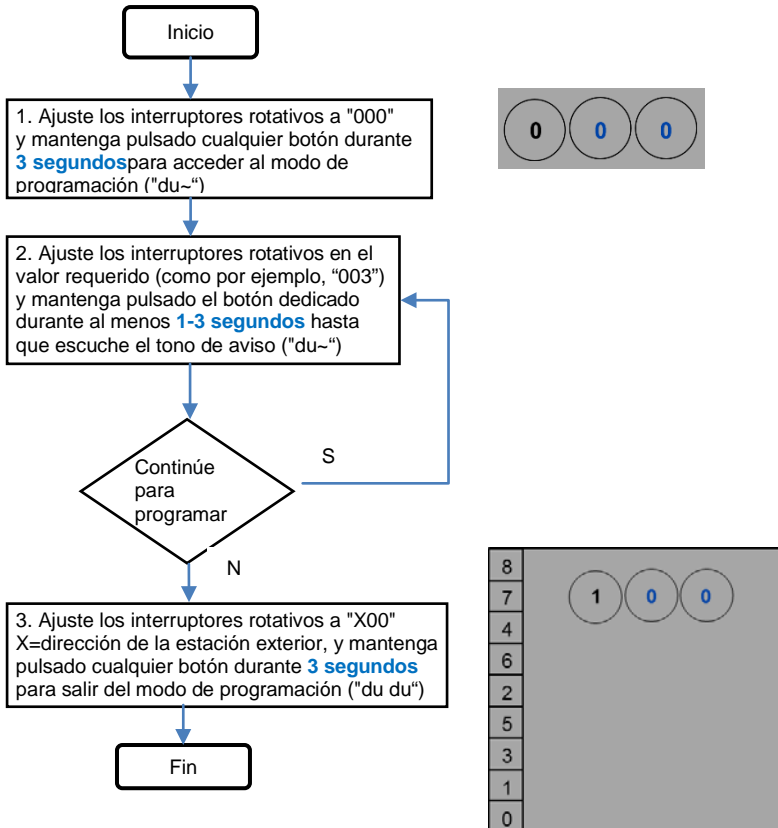 Inicio
1. Ajuste los interruptores rotativos a "000"
y mantenga pulsado cualquier botón durante
3 segundospara acceder al modo de
programación ("du~“)
0 0 0
2. Ajuste los interruptores rotativos en el
valor requerido (como por ejemplo, “003”)
y mantenga pulsado el botón dedicado
durante al menos 1-3 segundos hasta
que escuche el tono de aviso ("du~“)
Continúe
para
programar
S
N
3. Ajuste los interruptores rotativos a "X00"
X=dirección de la estación exterior, y mantenga
pulsado cualquier botón durante 3 segundos
para salir del modo de programación ("du du“)
Fin
8
7
4
6
2
5
3
1
0
1 0 0